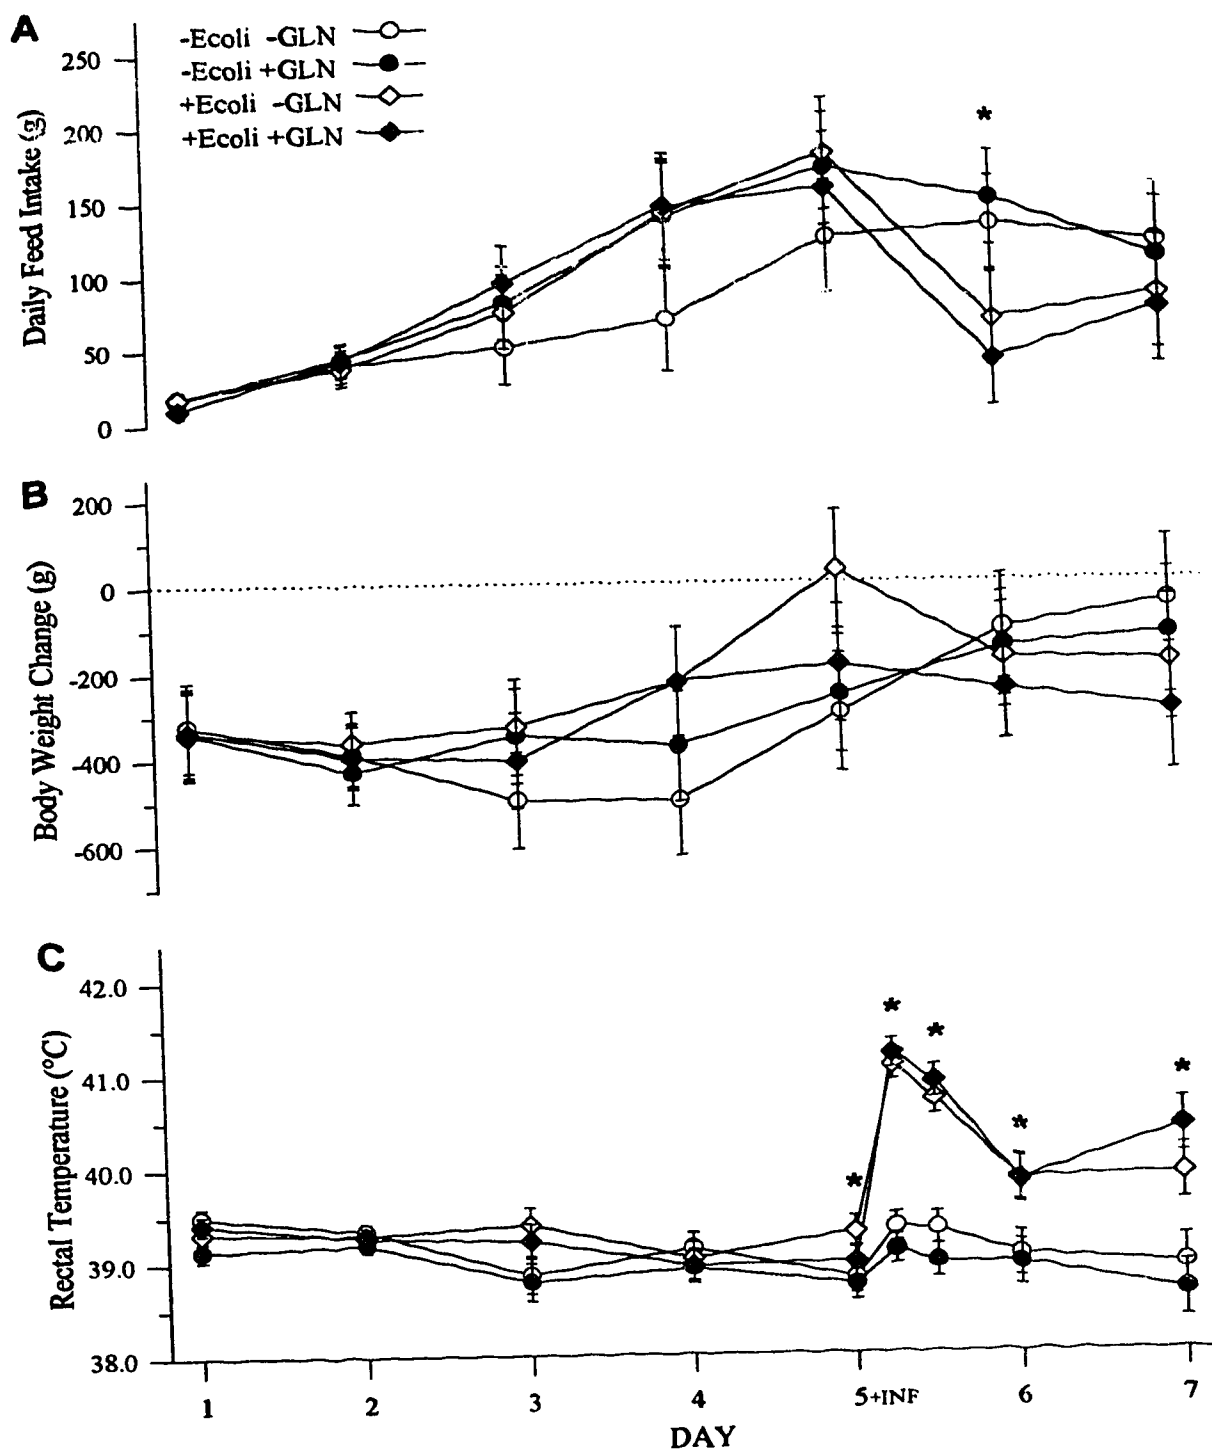 A
-Ecoli -GLN
-Ecoli +GLN
+Ecoli -GLN
+Ecoli +GLN
Daily Feed Intake (g)
250
200
150
100
50
0
*
B
Body Weight Change (g)
200
0
-200
-400
-600
C
Rectal Temperature (°C)
42.0
41.0
40.0
39.0
38.0
* * * * *
1 2 3 4 5+INF 6 7
DAY